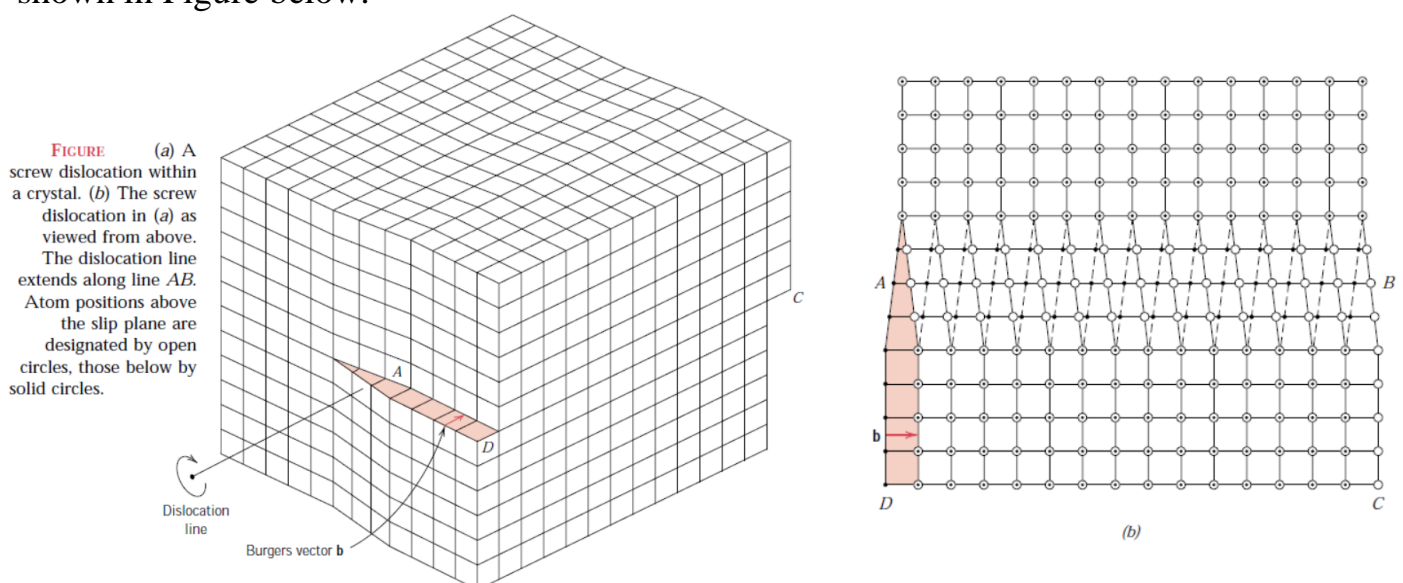 shown in Figure below.
FIGURE (a) A
screw dislocation within
a crystal. (b) The screw
dislocation in (a) as
viewed from above.
The dislocation line
extends along line AB.
Atom positions above
the slip plane are
designated by open
circles, those below by
solid circles.
A
D
C
Dislocation
line
Burgers vector b
A
B
b
D
C
(b)